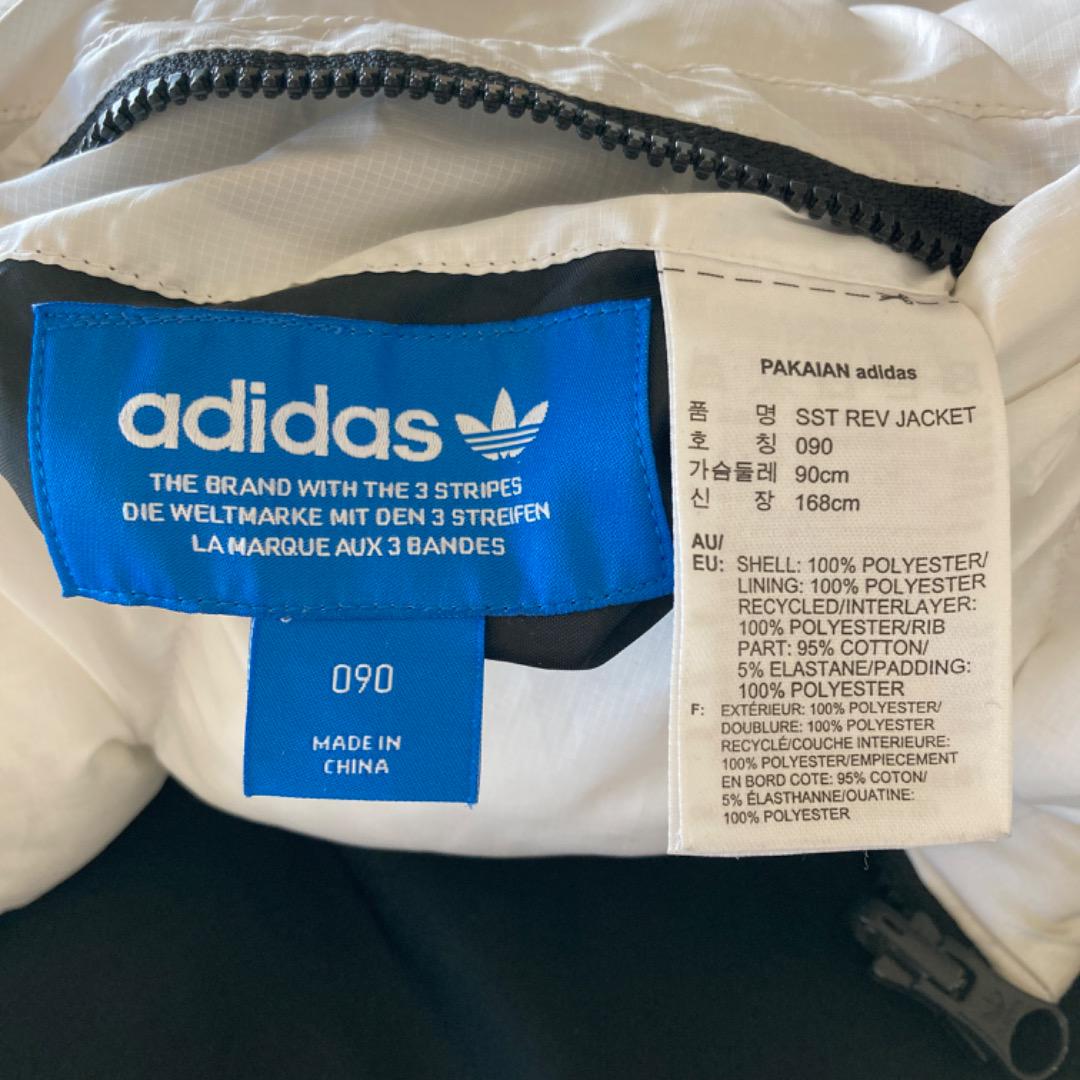 adidas
THE BRAND WITH THE 3 STRIPES
DIE WELTMARKE MIT DEN 3 STREIFEN
LA MARQUE AUX 3 BANDES
090
MADE IN
CHINA
PAKAIAN adidas
품 명 SST REV JACKET
호 칭 090
가슴둘레 90cm
신 장 168cm
AU/
EU: SHELL: 100% POLYESTER/
LINING: 100% POLYESTER
RECYCLED/INTERLAYER:
100% POLYESTER/RIB
PART: 95% COTTON/
5% ELASTANE/PADDING:
100% POLYESTER
F: EXTÉRIEUR: 100% POLYESTER/
DOUBLURE: 100% POLYESTER
RECYCLÉ/COUCHE INTERIEURE:
100% POLYESTER/EMPIECEMENT
EN BORD COTE: 95% COTON/
5% ÉLASTHANNE/OUATINE:
100% POLYESTER